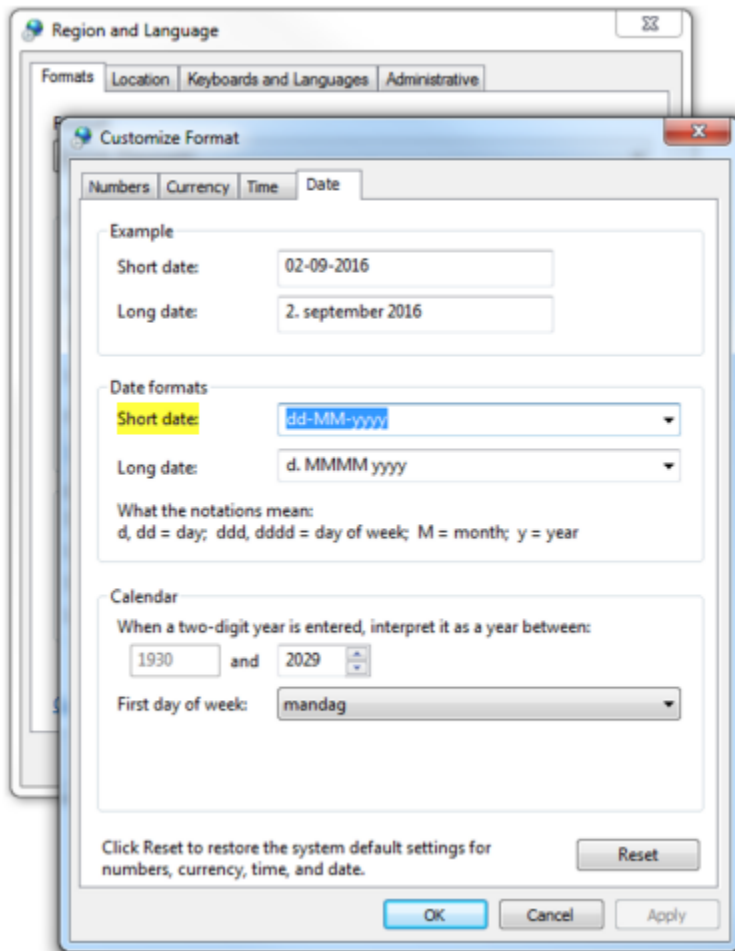 Region and Language
Formats Location Keyboards and Languages Administrative
Customize Format
Numbers Currency Time Date
Example
Short date: 02-09-2016
Long date: 2. september 2016
Date formats
Short date: dd-MM-yyyy
Long date: d. MMMM yyyy
What the notations mean:
d, dd = day; ddd, dddd = day of week; M = month; y = year
Calendar
When a two-digit year is entered, interpret it as a year between:
1930 and 2029
First day of week: mandag
Click Reset to restore the system default settings for
numbers, currency, time, and date.
Reset
OK Cancel Apply